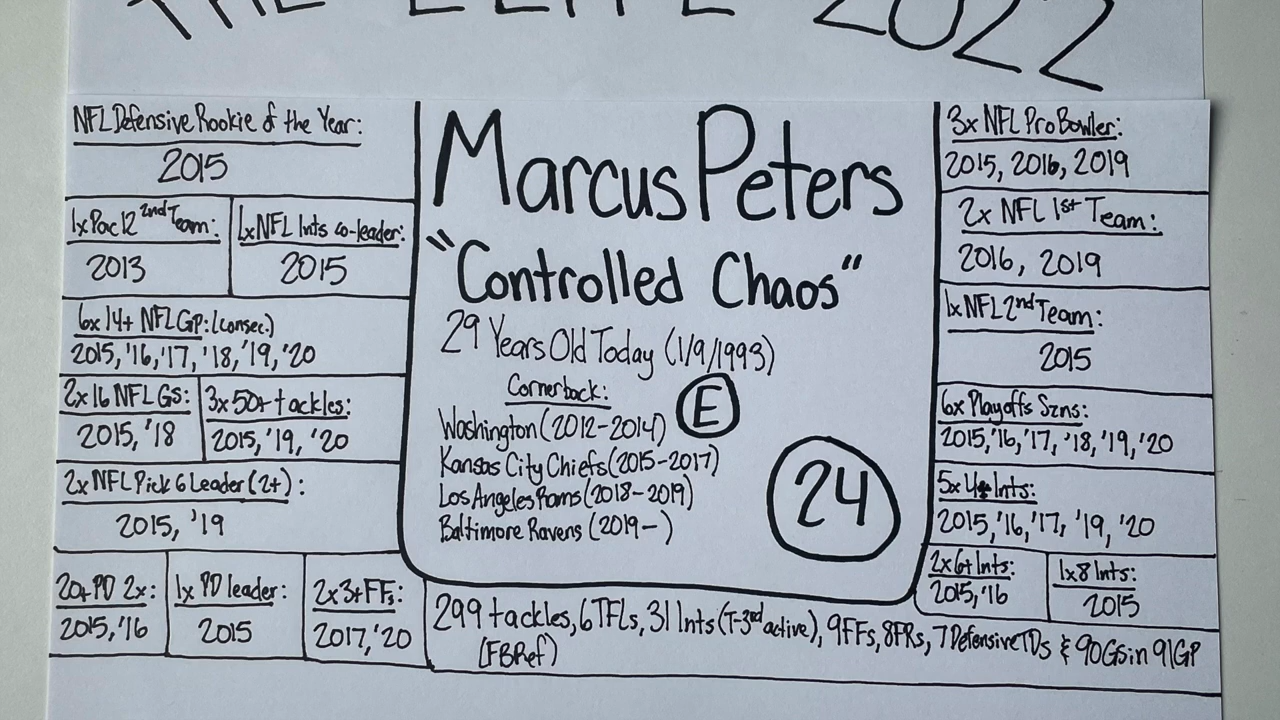 THE ELITE 2022
NFL Defensive Rookie of the Year:
2015
1x Pac12 2nd Team:
2013
1x NFL Ints co-leader:
2015
6x 14+ NFL GP: (consec.)
2015, '16, '17, '18, '19, '20
2x 16 NFL GS:
2015, '18
3x 50+ tackles:
2015, '19, '20
2x NFL Pick 6 Leader (2+):
2015, '19
20+ PD 2x:
2015, '16
1x PD leader:
2015
2x 3+ FFs:
2017, '20
Marcus Peters
"Controlled Chaos"
29 Years Old Today (1/9/1993)
Cornerback:
E
Washington (2012-2014)
Kansas City Chiefs (2015-2017)
Los Angeles Rams (2018-2019)
Baltimore Ravens (2019- )
24
3x NFL Pro Bowler:
2015, 2016, 2019
2x NFL 1st Team:
2016, 2019
1x NFL 2nd Team:
2015
6x Playoffs Szns:
2015, '16, '17, '18, '19, '20
5x 4+ Ints:
2015, '16, '17, '19, '20
2x 6+ Ints:
2015, '16
1x 8 Ints:
2015
299 tackles, 6 TFLs, 31 Ints (T-3rd active), 9FFs, 8FRs, 7 Defensive TDs & 90 GS in 91 GP
(FBRef)